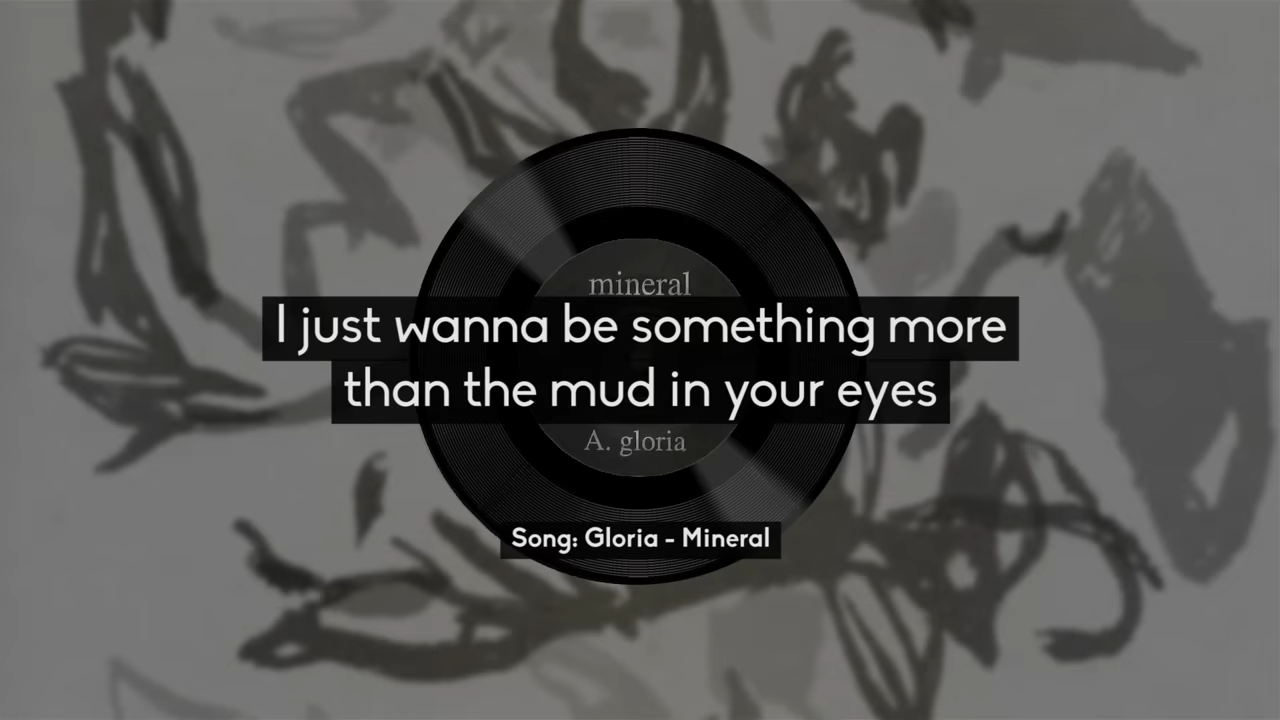 mineral
I just wanna be something more
than the mud in your eyes
A. gloria
Song: Gloria - Mineral